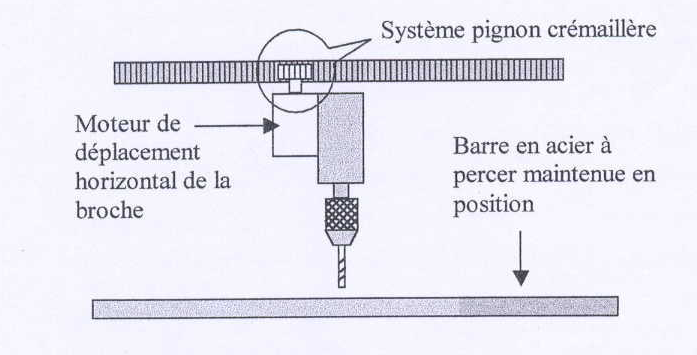 Système pignon crémaillère
Moteur de
déplacement
horizontal de la
broche
Barre en acier à
percer maintenue en
position